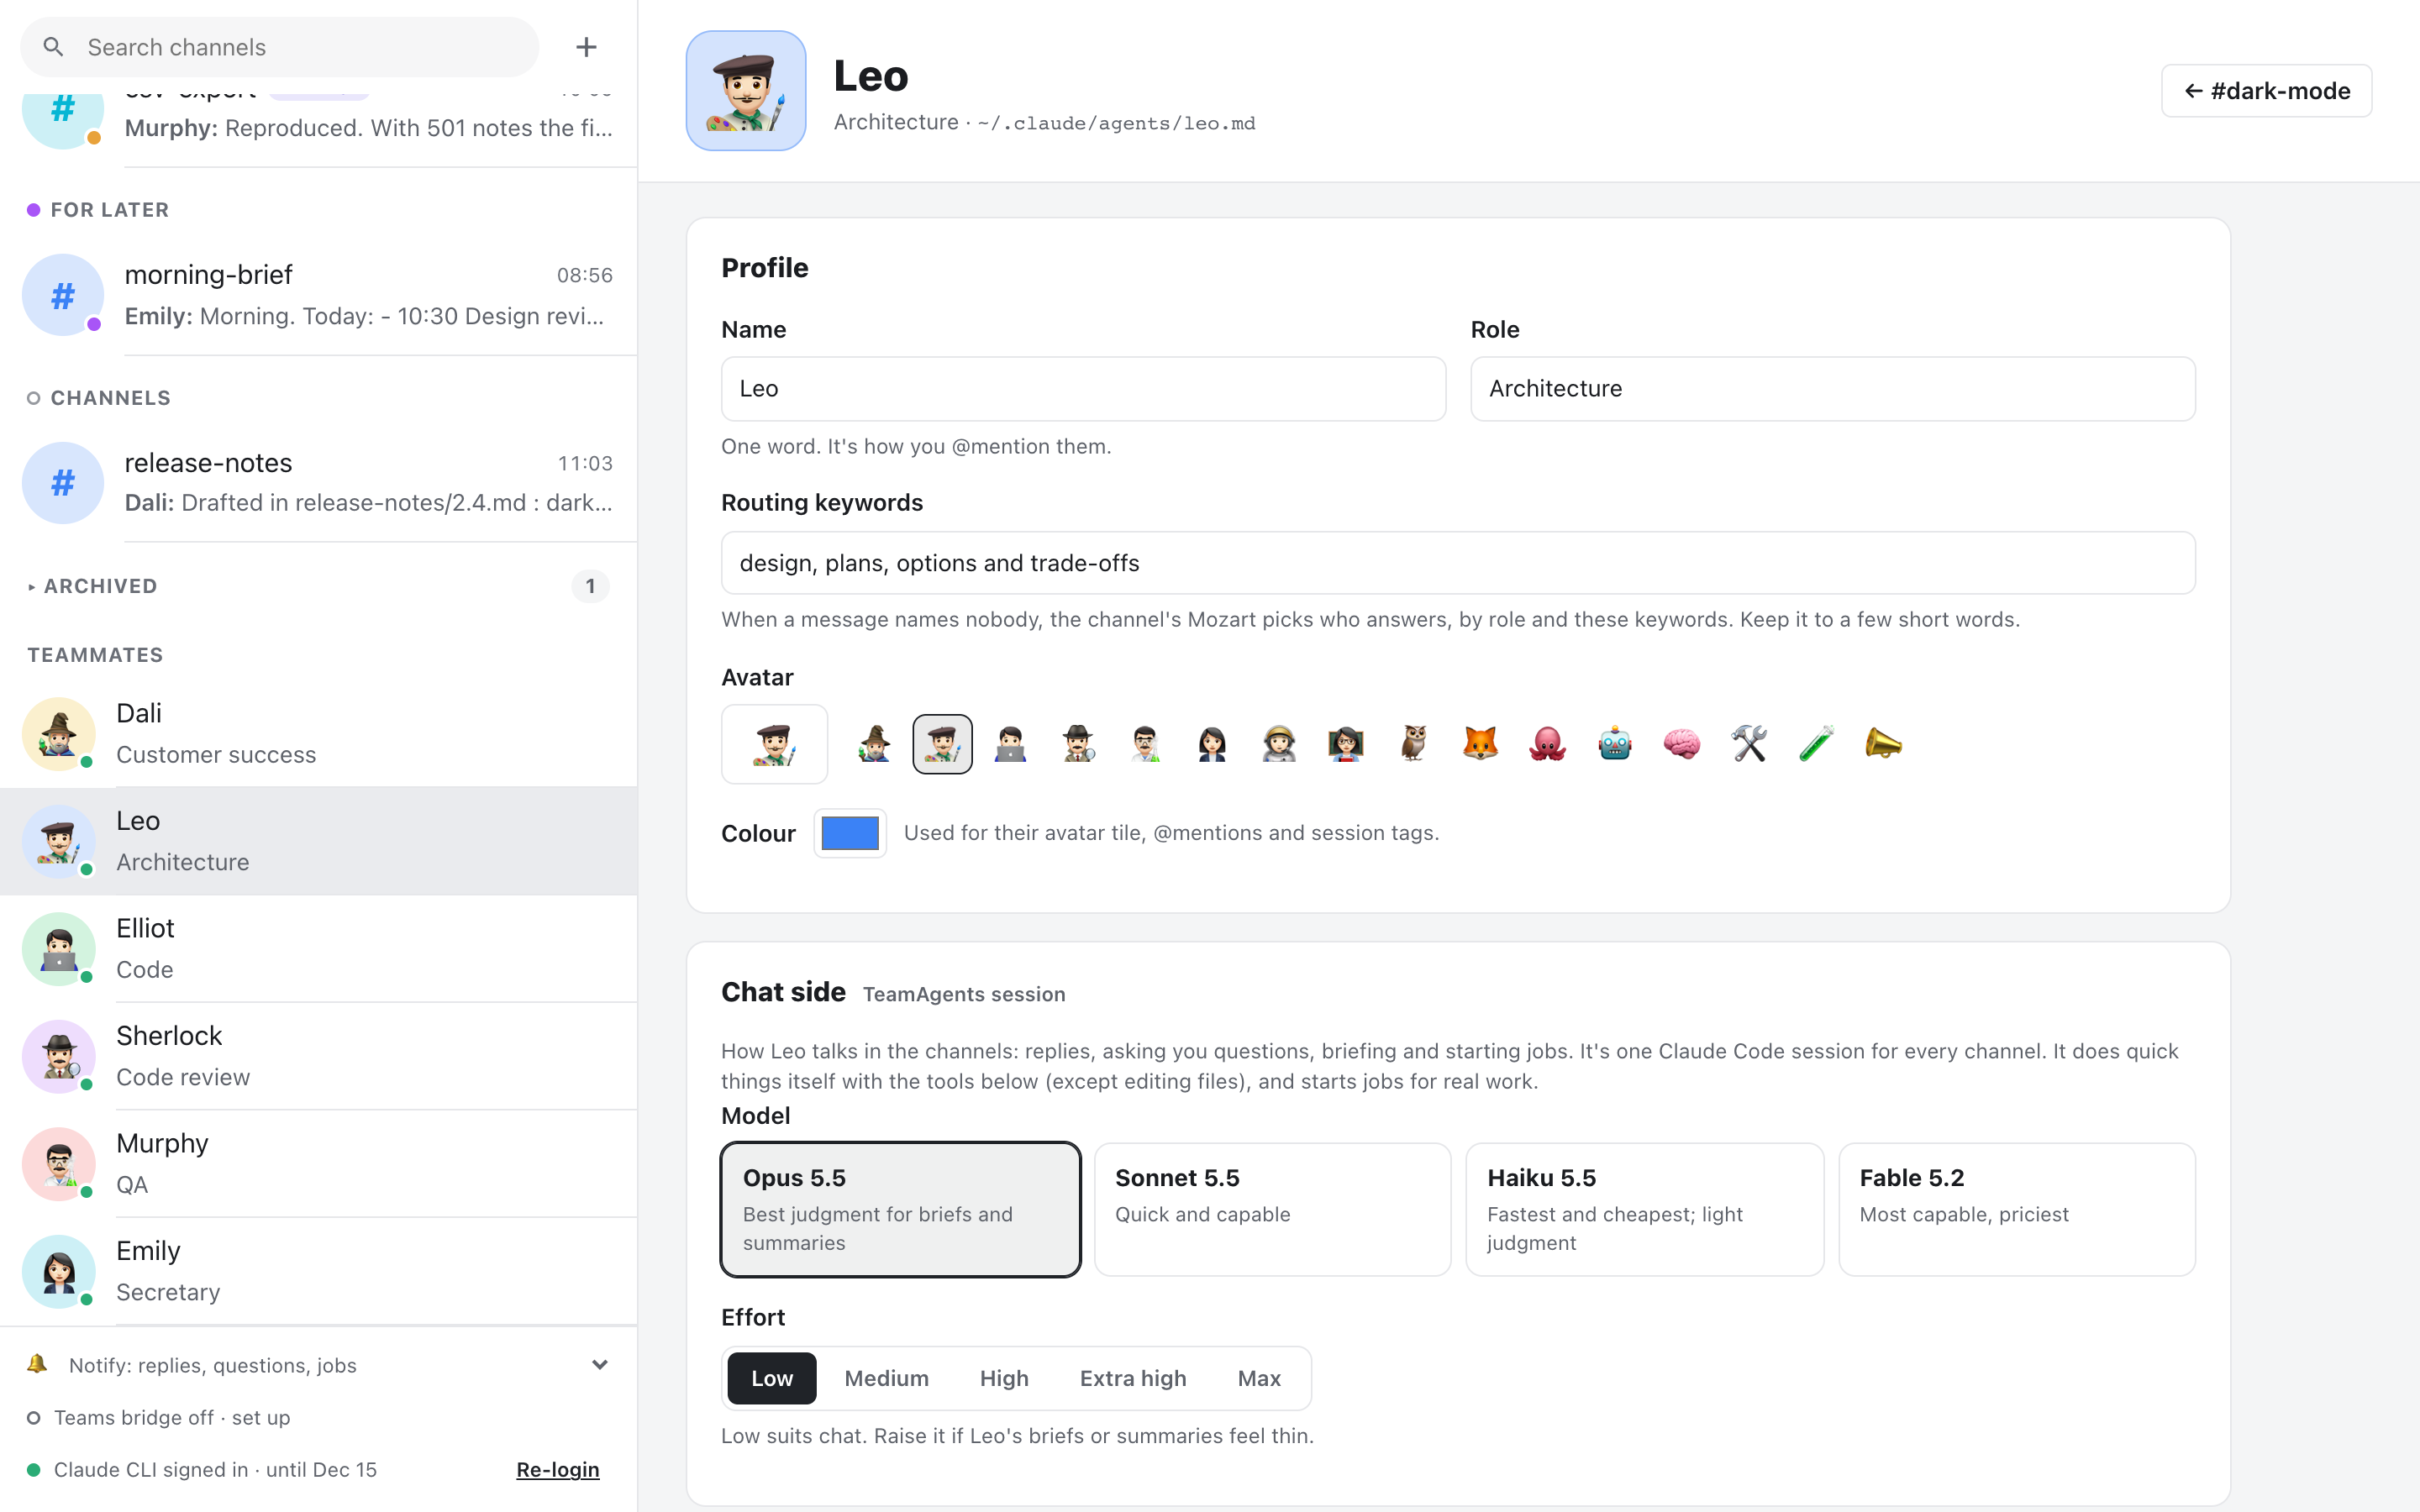 Search channels
+
#
Murphy: Reproduced. With 501 notes the fi...
FOR LATER
#
morning-brief
08:56
Emily: Morning. Today: - 10:30 Design revi...
CHANNELS
#
release-notes
11:03
Dali: Drafted in release-notes/2.4.md : dark...
ARCHIVED
1
TEAMMATES
Dali
Customer success
Leo
Architecture
Elliot
Code
Sherlock
Code review
Murphy
QA
Emily
Secretary
Notify: replies, questions, jobs
Teams bridge off · set up
Claude CLI signed in · until Dec 15
Re-login
Leo
Architecture · ~/.claude/agents/leo.md
← #dark-mode
Profile
Name
Role
Leo
Architecture
One word. It's how you @mention them.
Routing keywords
design, plans, options and trade-offs
When a message names nobody, the channel's Mozart picks who answers, by role and these keywords. Keep it to a few short words.
Avatar
Colour
Used for their avatar tile, @mentions and session tags.
Chat side TeamAgents session
How Leo talks in the channels: replies, asking you questions, briefing and starting jobs. It's one Claude Code session for every channel. It does quick
things itself with the tools below (except editing files), and starts jobs for real work.
Model
Opus 5.5
Best judgment for briefs and
summaries
Sonnet 5.5
Quick and capable
Haiku 5.5
Fastest and cheapest; light
judgment
Fable 5.2
Most capable, priciest
Effort
Low
Medium
High
Extra high
Max
Low suits chat. Raise it if Leo's briefs or summaries feel thin.